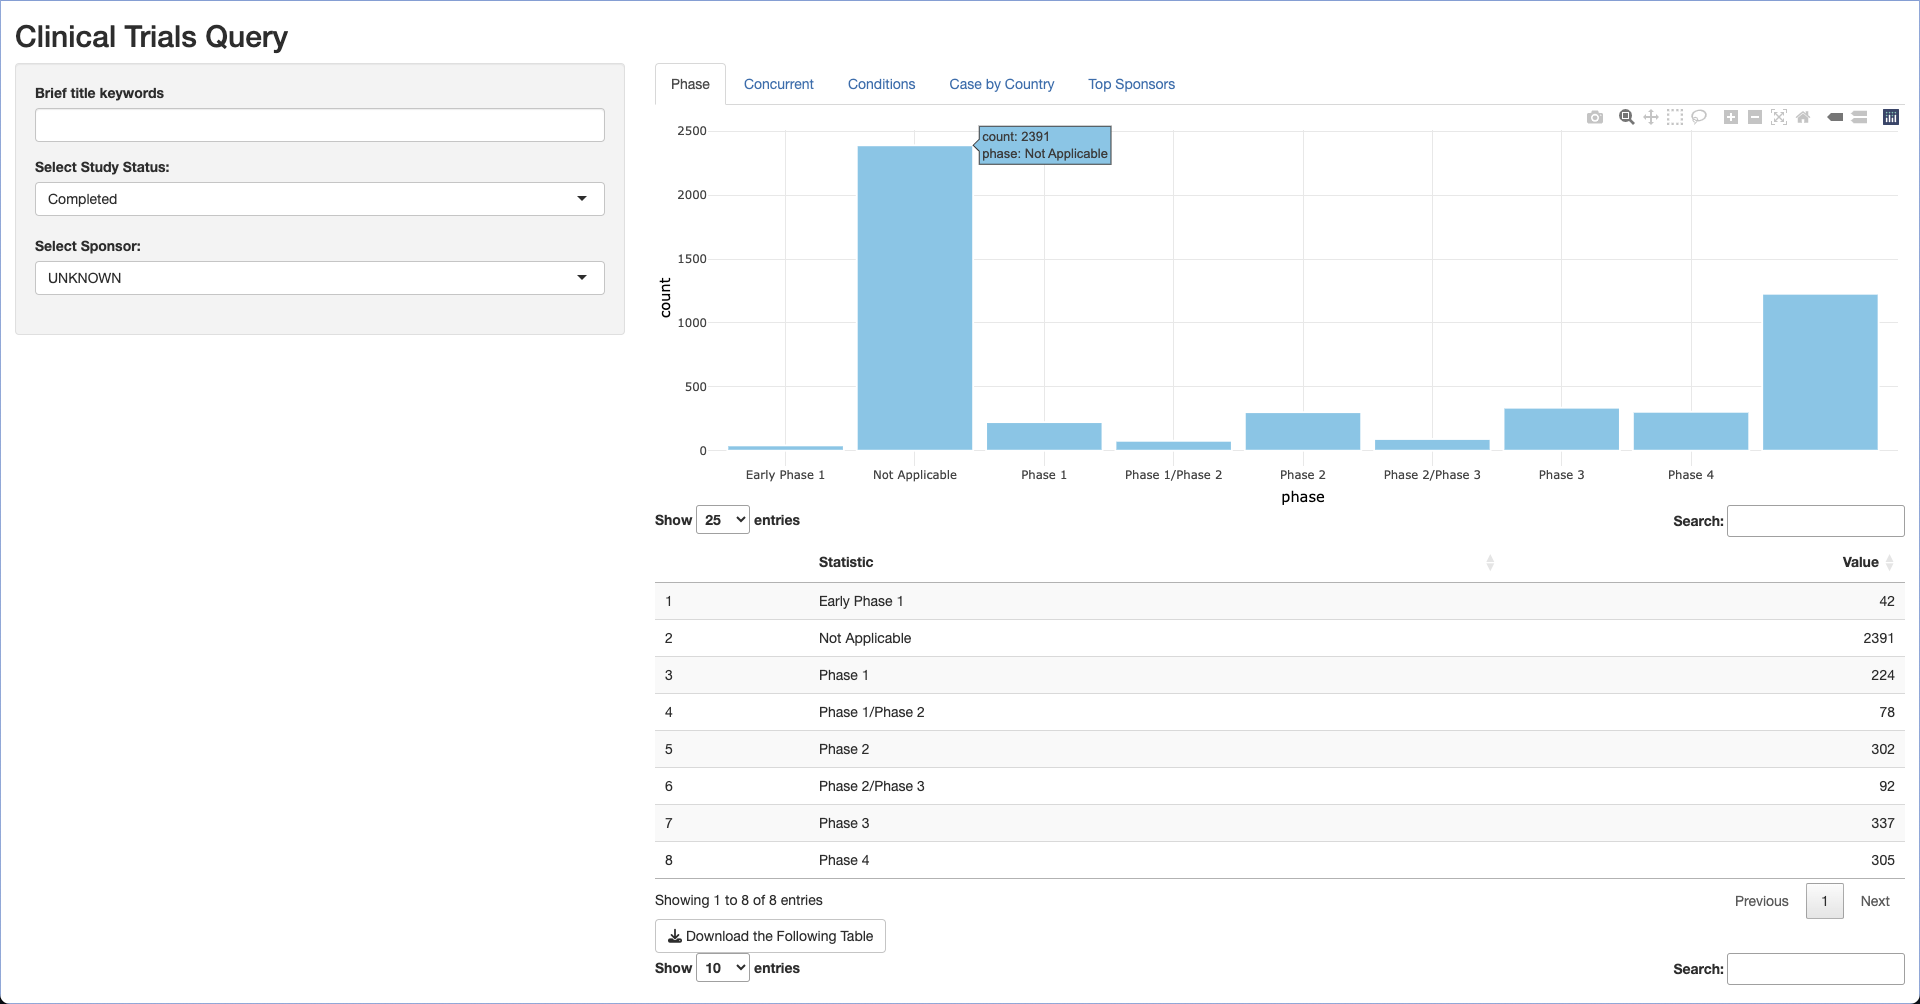 Clinical Trials Query
Brief title keywords
Select Study Status:
Completed
Select Sponsor:
UNKNOWN
Phase Concurrent Conditions Case by Country Top Sponsors
count: 2391
phase: Not Applicable
2500
2000
1500
1000
500
0
count
Early Phase 1 Not Applicable Phase 1 Phase 1/Phase 2 Phase 2 Phase 2/Phase 3 Phase 3 Phase 4
phase
Show 25 entries Search:
Statistic Value
1 Early Phase 1 42
2 Not Applicable 2391
3 Phase 1 224
4 Phase 1/Phase 2 78
5 Phase 2 302
6 Phase 2/Phase 3 92
7 Phase 3 337
8 Phase 4 305
Showing 1 to 8 of 8 entries Previous 1 Next
Download the Following Table
Show 10 entries Search: